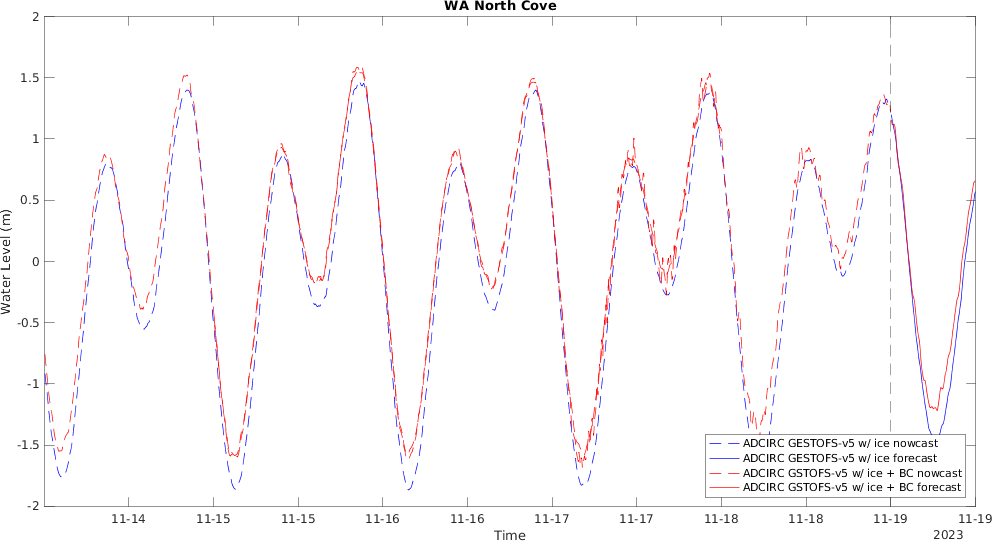 WA North Cove
Water Level (m)
2
1.5
1
0.5
0
-0.5
-1
-1.5
-2
ADCIRC GESTOFS-v5 w/ ice nowcast
ADCIRC GESTOFS-v5 w/ ice forecast
ADCIRC GSTOFS-v5 w/ ice + BC nowcast
ADCIRC GSTOFS-v5 w/ ice + BC forecast
11-14 11-15 11-15 11-16 11-16 11-17 11-17 11-18 11-18 11-19 11-19
Time
2023